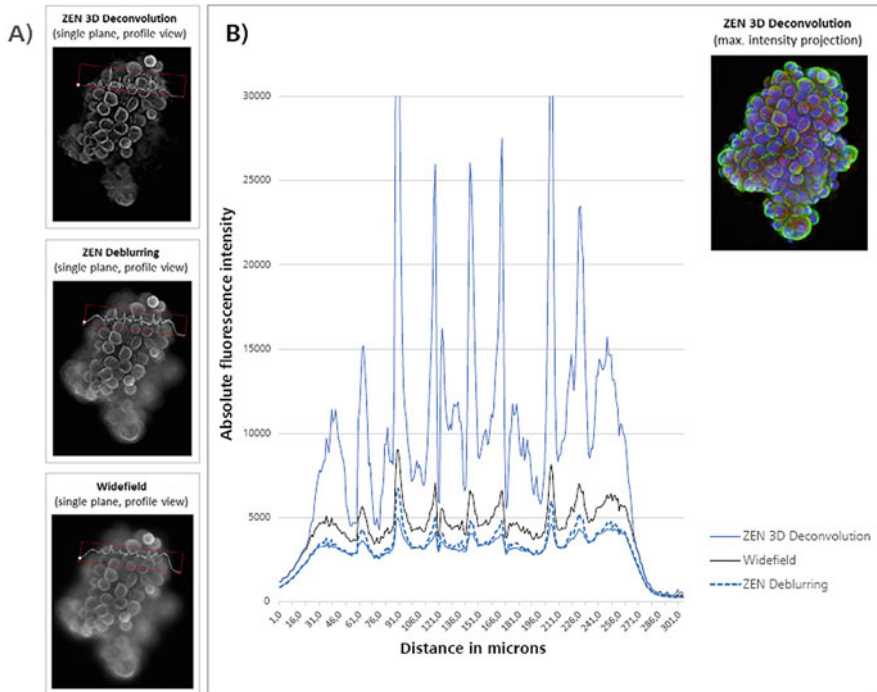 A)
ZEN 3D Deconvolution
(single plane, profile view)
ZEN Deblurring
(single plane, profile view)
Widefield
(single plane, profile view)
B)
ZEN 3D Deconvolution
(max. intensity projection)
Absolute fluorescence intensity
30000
25000
20000
15000
10000
5000
0
1,0
16,0
31,0
46,0
61,0
76,0
91,0
106,0
121,0
136,0
151,0
166,0
181,0
196,0
211,0
226,0
241,0
256,0
271,0
286,0
301,0
Distance in microns
ZEN 3D Deconvolution
Widefield
ZEN Deblurring